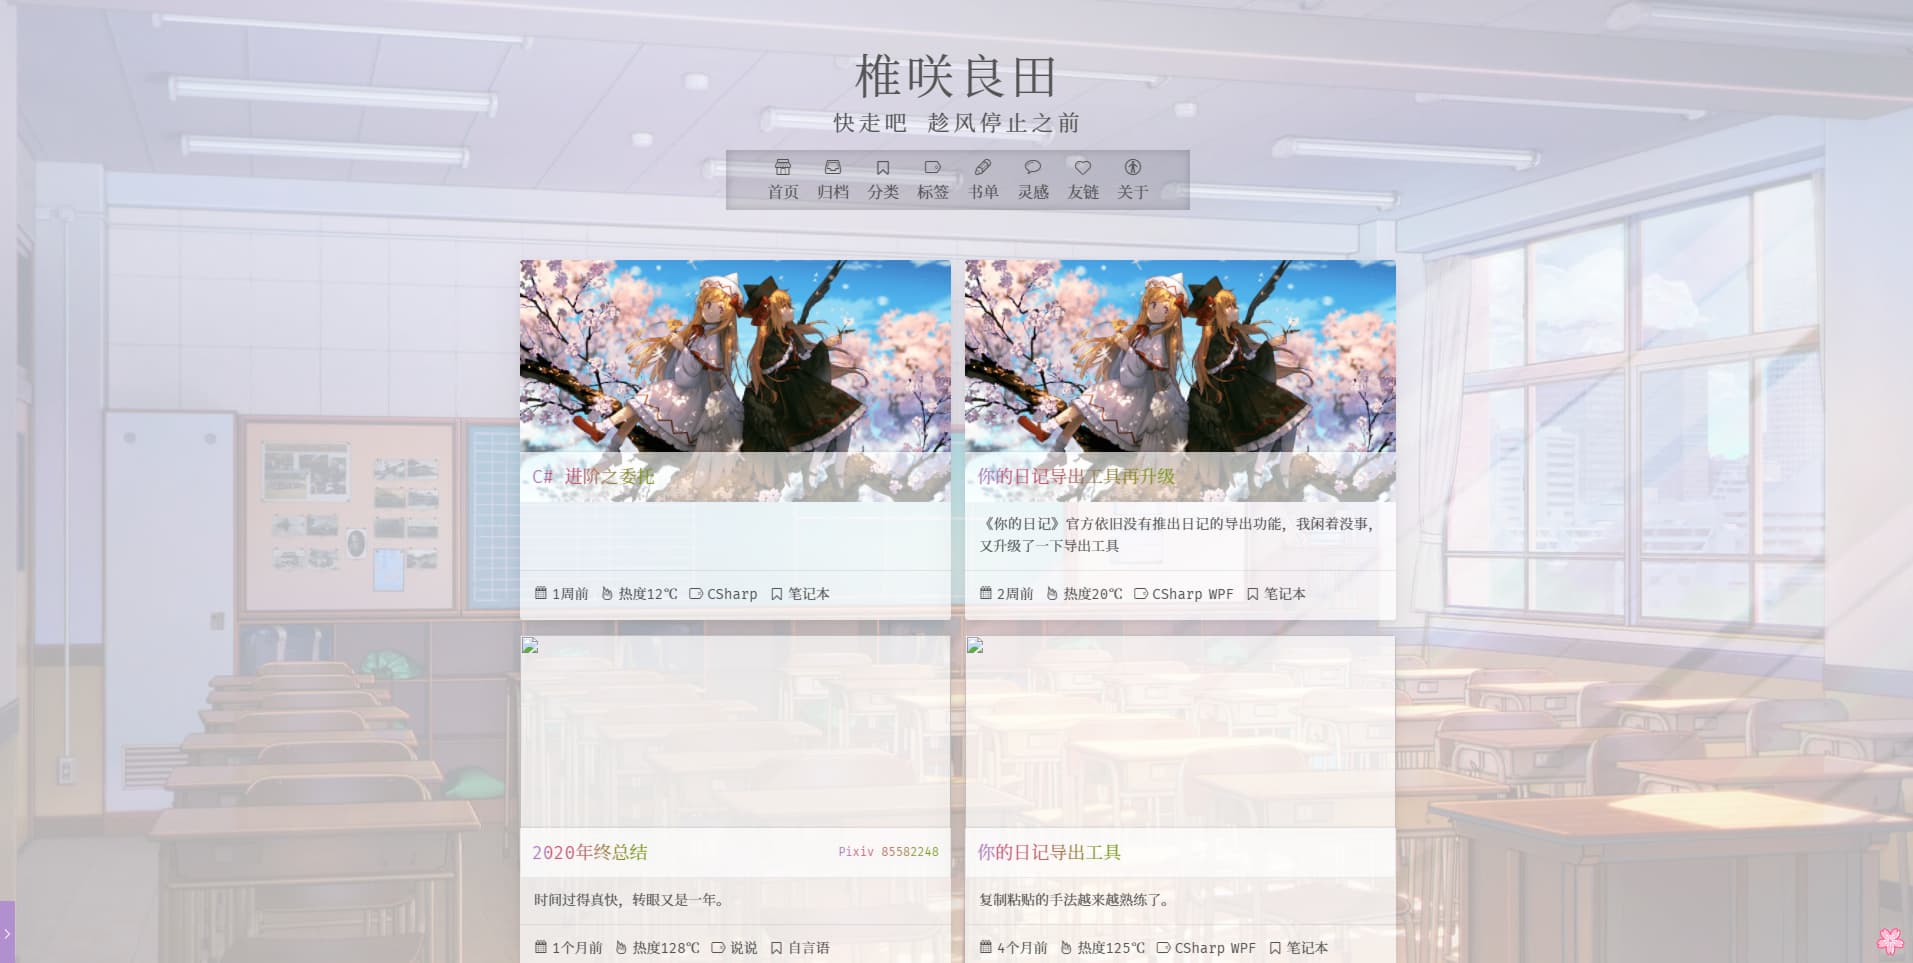 椎咲良田
快走吧 趁风停止之前
首页 归档 分类 标签 书单 灵感 友链 关于
C# 进阶之委托
1周前 热度12℃ CSharp 笔记本
你的日记导出工具再升级
《你的日记》官方依旧没有推出日记的导出功能，我闲着没事，
又升级了一下导出工具
2周前 热度20℃ CSharp WPF 笔记本
2020年终总结 Pixiv 85582248
时间过得真快，转眼又是一年。
1个月前 热度128℃ 说说 自言语
你的日记导出工具
复制粘贴的手法越来越熟练了。
4个月前 热度125℃ CSharp WPF 笔记本